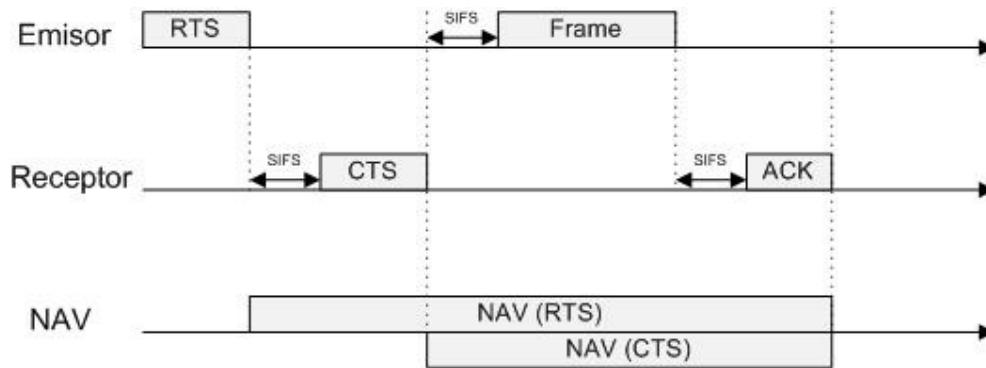 Emisor
RTS
SIFS
Frame
Receptor
SIFS
CTS
SIFS
ACK
NAV
NAV (RTS)
NAV (CTS)